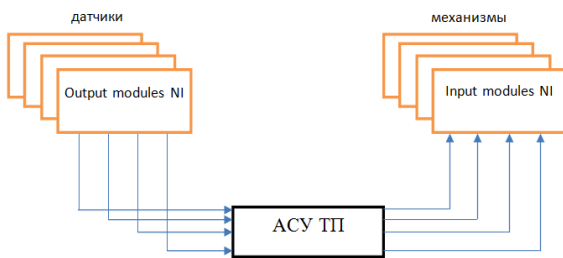 датчики
механизмы
Output modules NI
Input modules NI
АСУ ТП